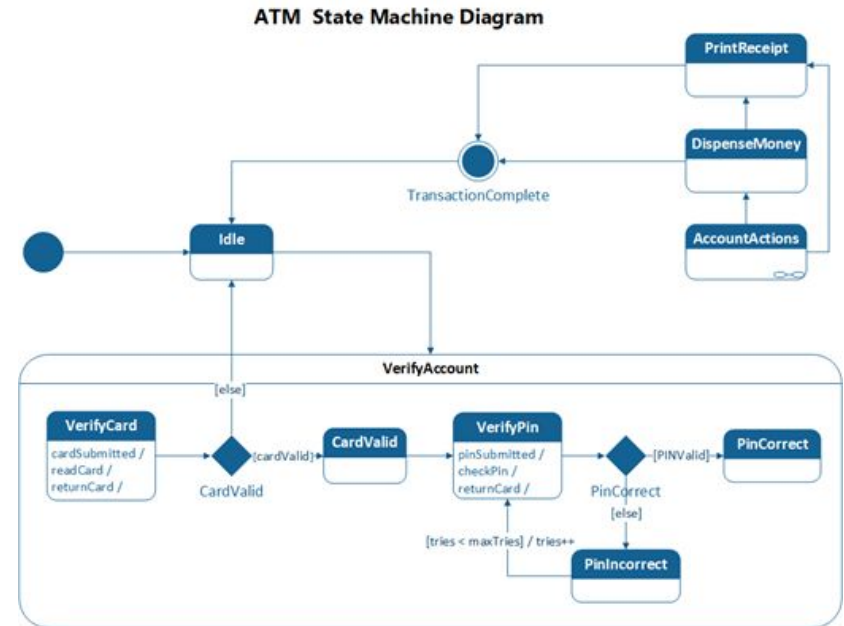 ATM State Machine Diagram
PrintReceipt
DispenseMoney
TransactionComplete
Idle
AccountActions
VerifyAccount
[else]
VerifyCard
cardSubmitted /
readCard /
returnCard /
[cardValid]
CardValid
CardValid
VerifyPin
pinSubmitted /
checkPin /
returnCard /
[PINValid]
PinCorrect
PinCorrect
[else]
[tries < maxTries] / tries++
PinIncorrect